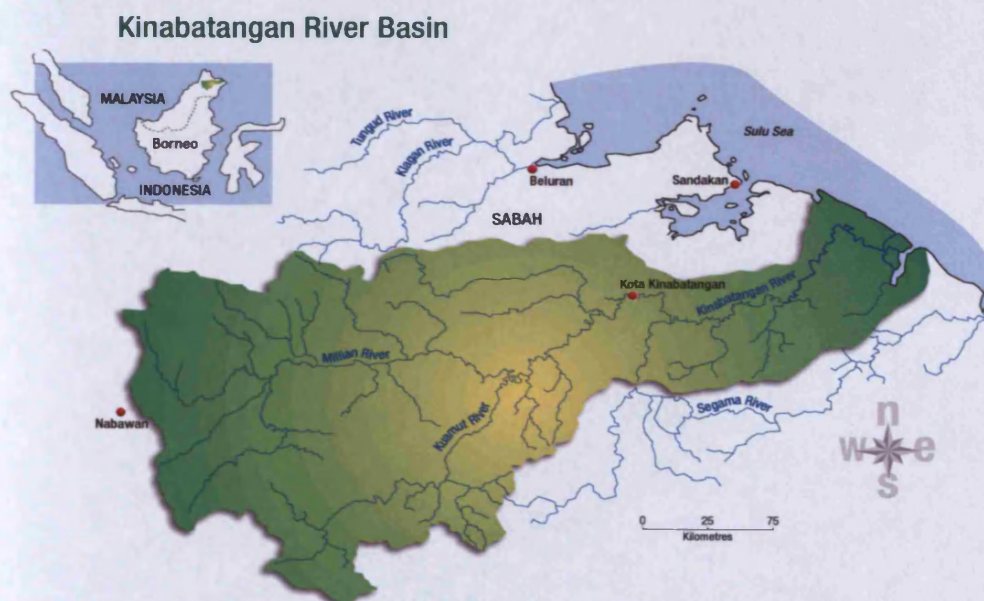 Kinabatangan River Basin
MALAYSIA
Borneo
INDONESIA
Tungud River
Klagan River
Sulu Sea
Beluran
Sandakan
SABAH
Kota Kinabatangan
Kinabatangan River
Millian River
Kuamut River
Segama River
Nabawan
n
w e
s
0 25 75
Kilometres